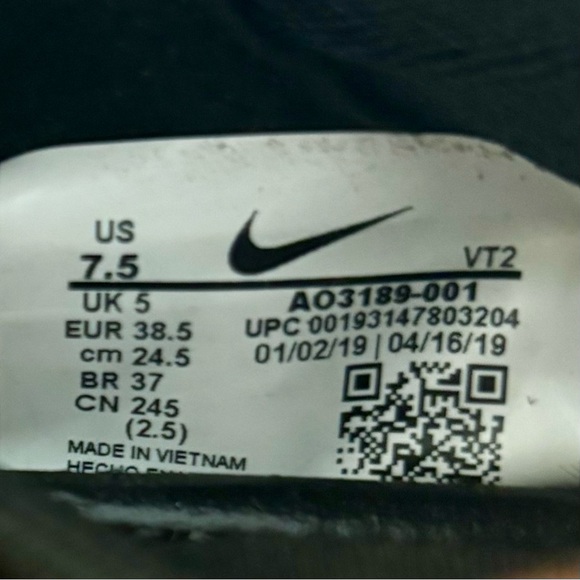 US
7.5
VT2
UK 5
AO3189-001
EUR 38.5
UPC 00193147803204
cm 24.5
01/02/19 | 04/16/19
BR 37
CN 245
(2.5)
MADE IN VIETNAM
HECHO